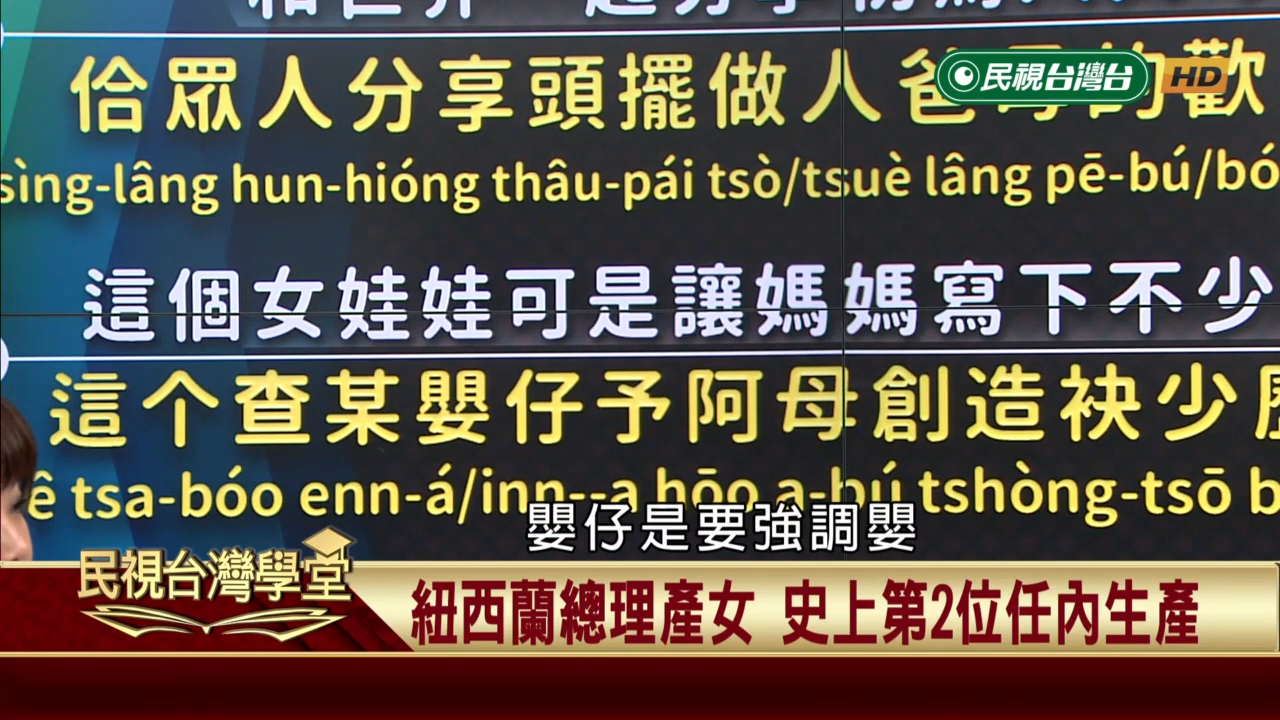 佮眾人分享頭擺做人爸母的歡
民視台灣台 HD
sìng-lâng hun-hióng thâu-pái tsò/tsuè lâng pē-bú/bó
這個女娃娃可是讓媽媽寫下不少
這个查某嬰仔予阿母創造袂少歷
ê tsa-bóo enn-á/inn--a hōo a-bú tshòng-tsō b
嬰仔是要強調嬰
民視台灣學堂
紐西蘭總理產女 史上第2位任內生產